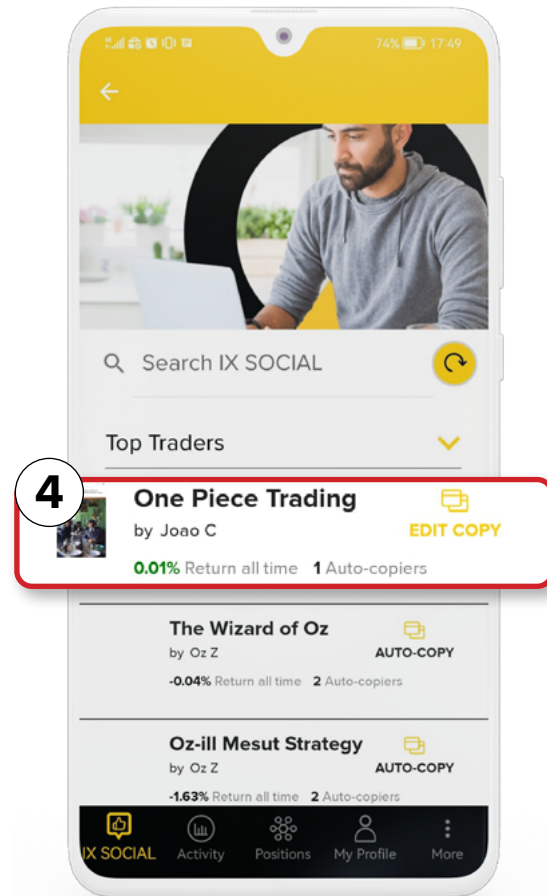 74% 17:49
Search IX SOCIAL
Top Traders
4
One Piece Trading
by Joao C
EDIT COPY
0.01% Return all time 1 Auto-copiers
The Wizard of Oz
by Oz Z
AUTO-COPY
-0.04% Return all time 2 Auto-copiers
Oz-ill Mesut Strategy
by Oz Z
AUTO-COPY
-1.63% Return all time 2 Auto-copiers
IX SOCIAL Activity Positions My Profile More